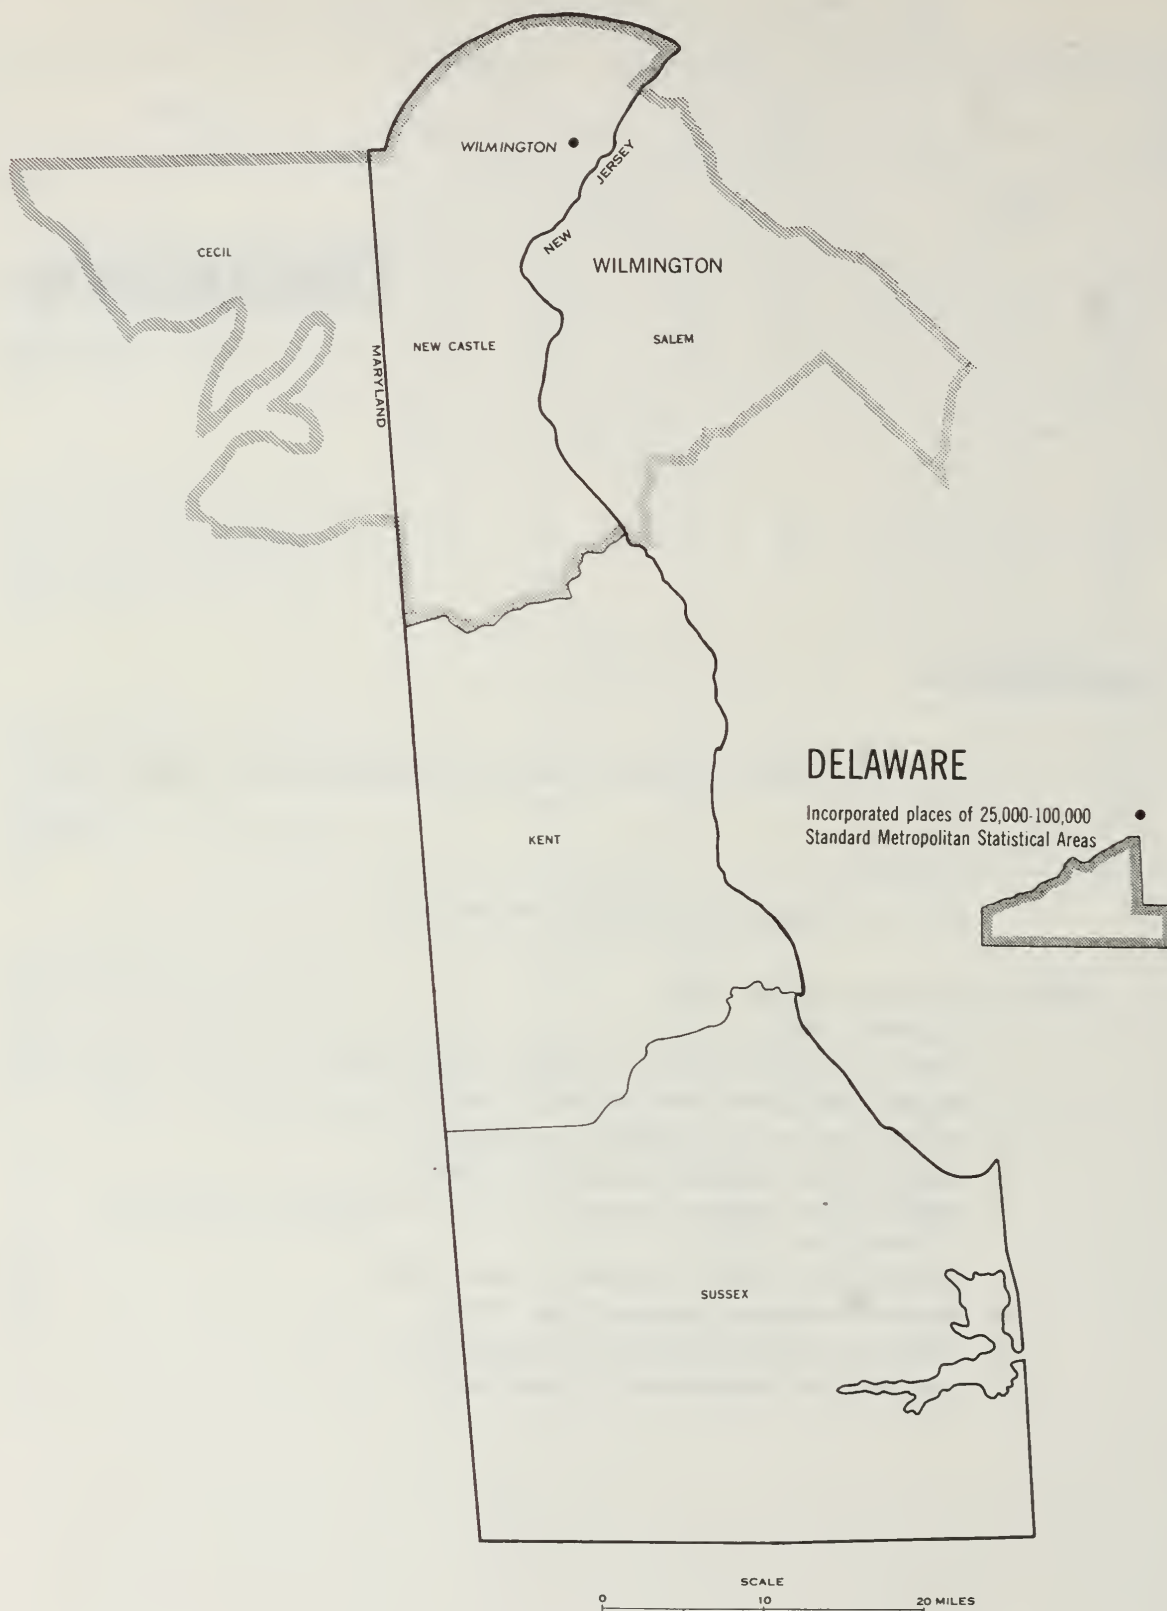 WILMINGTON
NEW JERSEY
CECIL
WILMINGTON
NEW CASTLE
SALEM
MARYLAND
DELAWARE
Incorporated places of 25,000-100,000
Standard Metropolitan Statistical Areas
KENT
SUSSEX
SCALE
0 10 20 MILES